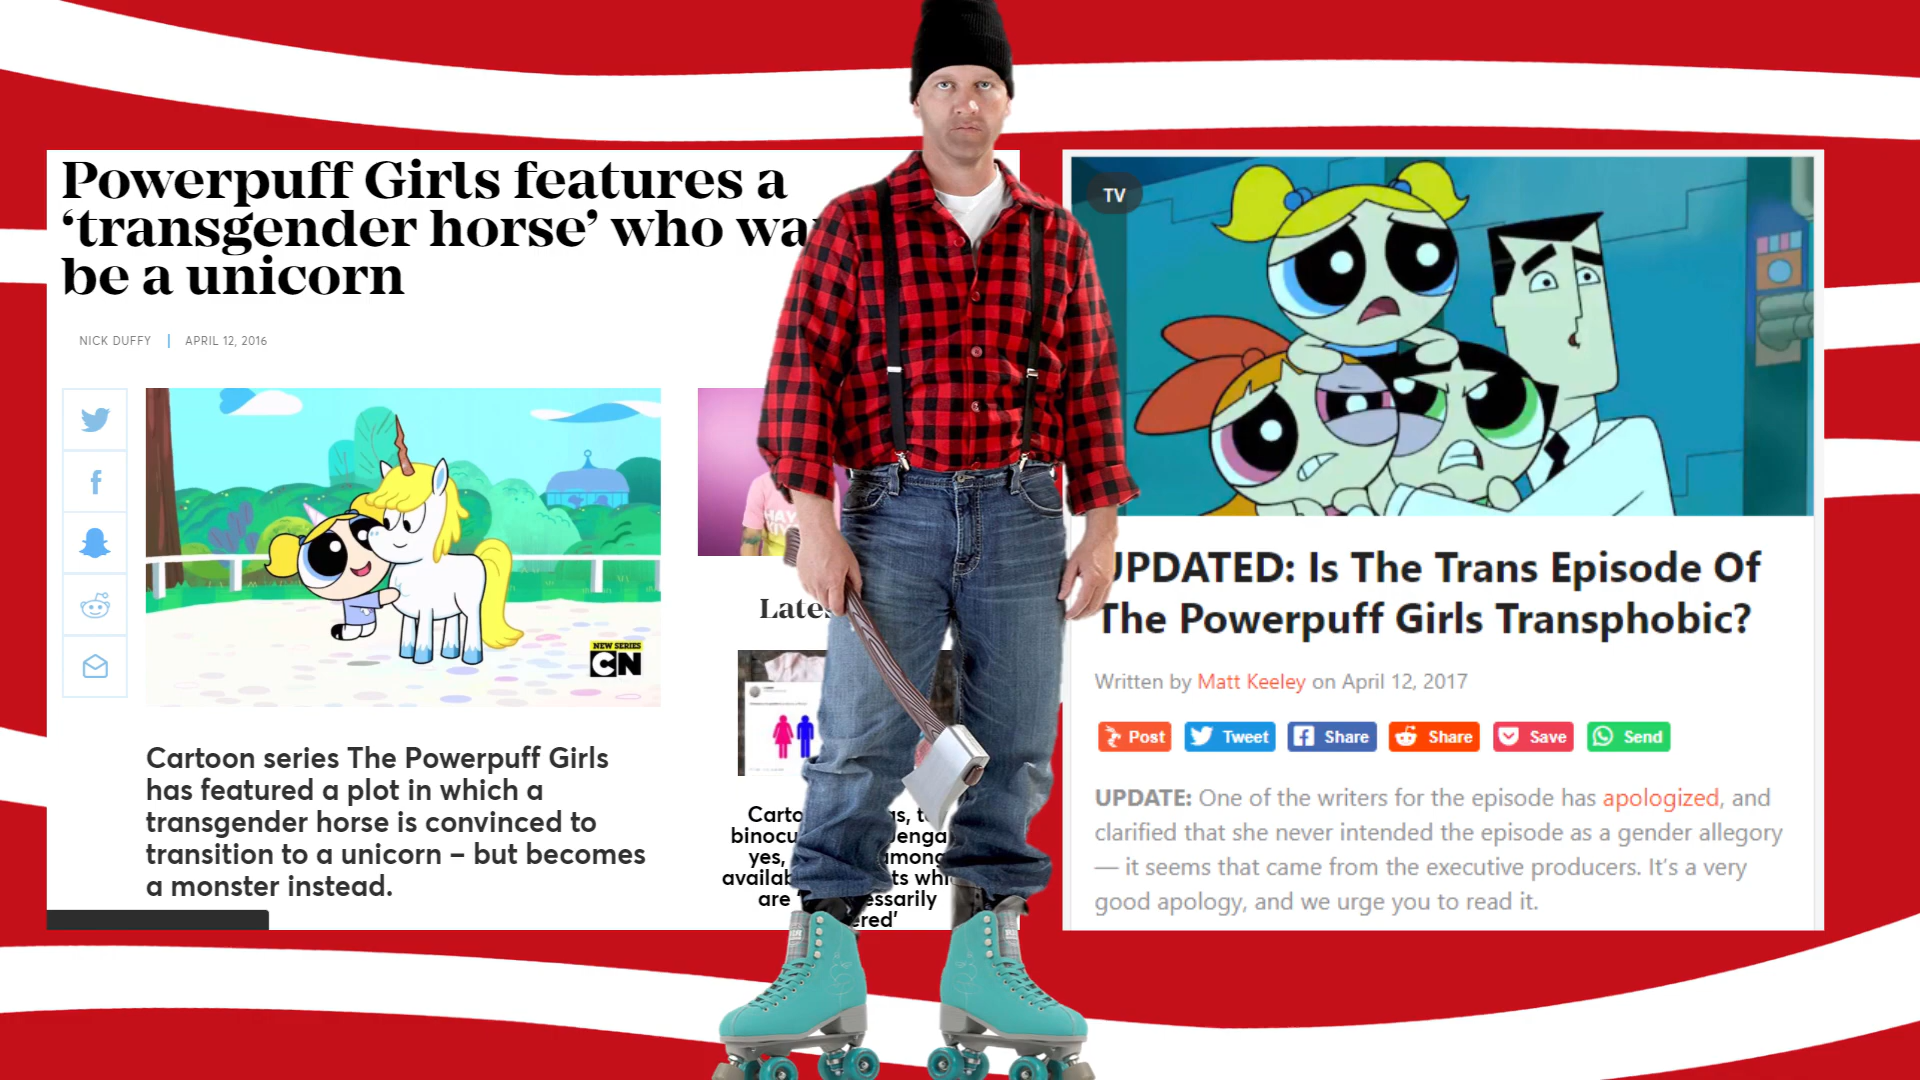 Powerpuff Girls features a
‘transgender horse’ who
be a unicorn
NICK DUFFY | APRIL 12, 2016
NEW SERIES
CN
Cartoon series The Powerpuff Girls
has featured a plot in which a
transgender horse is convinced to
transition to a unicorn – but becomes
a monster instead.
yes,
are
TV
UPDATED: Is The Trans Episode Of
The Powerpuff Girls Transphobic?
Written by Matt Keeley on April 12, 2017
Post
Tweet
Share
Share
Save
Send
UPDATE: One of the writers for the episode has apologized, and
clarified that she never intended the episode as a gender allegory
— it seems that came from the executive producers. It’s a very
good apology, and we urge you to read it.